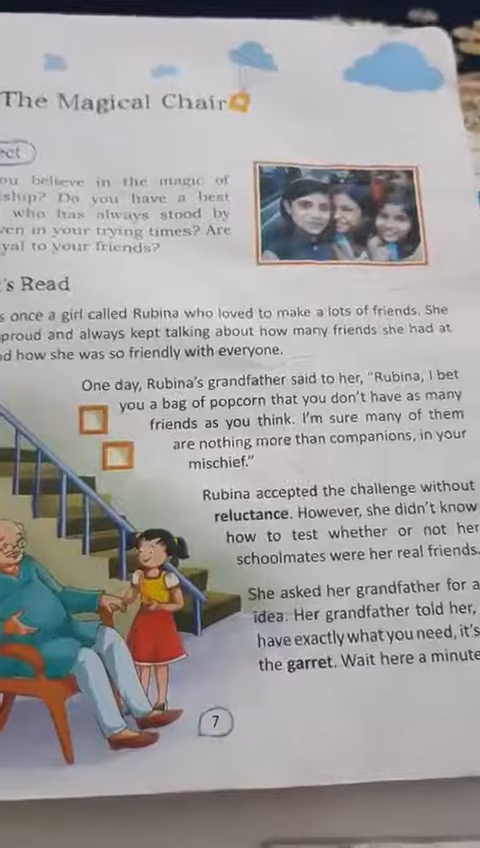 The Magical Chair
ou believe in the magic of
ship? Do you have a best
who has always stood by
ven in your trying times? Are
yal to your friends?
's Read
s once a girl called Rubina who loved to make a lots of friends. She
proud and always kept talking about how many friends she had at
d how she was so friendly with everyone.
One day, Rubina's grandfather said to her, "Rubina, I bet
you a bag of popcorn that you don't have as many
friends as you think. I'm sure many of them
are nothing more than companions, in your
mischief."
Rubina accepted the challenge without
reluctance. However, she didn't know
how to test whether or not her
schoolmates were her real friends.
She asked her grandfather for a
idea. Her grandfather told her,
have exactly what you need, it's
the garret. Wait here a minute
7